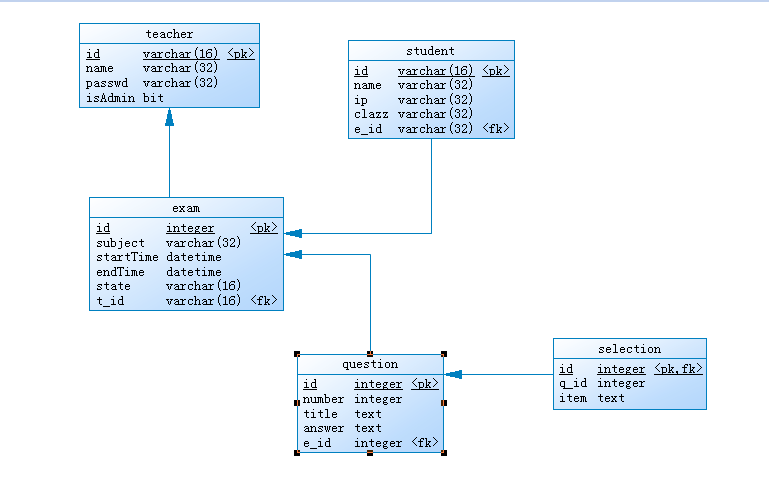 teacher
id varchar(16) <pk>
name varchar(32)
passwd varchar(32)
isAdmin bit
student
id varchar(16) <pk>
name varchar(32)
ip varchar(32)
clazz varchar(32)
e_id varchar(32) <fk>
exam
id integer <pk>
subject varchar(32)
startTime datetime
endTime datetime
state varchar(16)
t_id varchar(16) <fk>
question
id integer <pk>
number integer
title text
answer text
e_id integer <fk>
selection
id integer <pk,fk>
q_id integer
item text